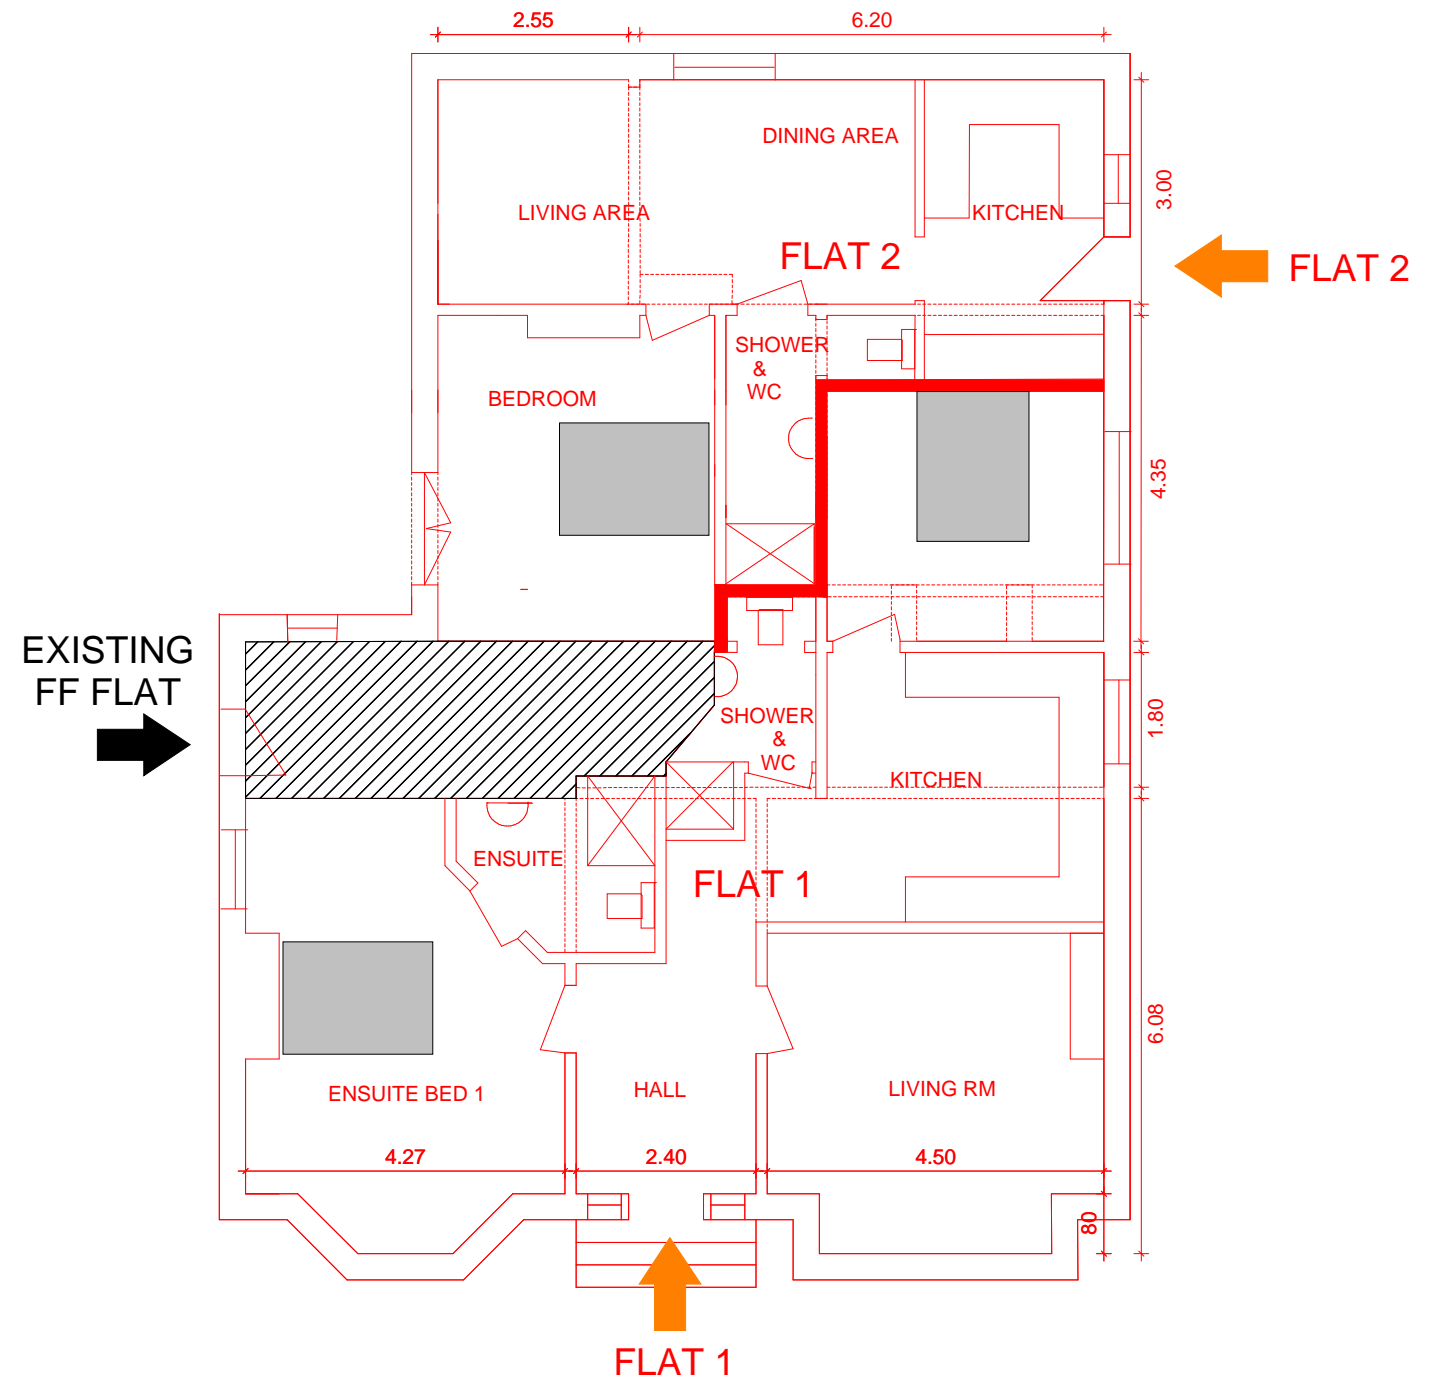 2.55
6.20
DINING AREA
3.00
LIVING AREA
KITCHEN
FLAT 2
FLAT 2
SHOWER
&
WC
BEDROOM
4.35
EXISTING
FF FLAT
SHOWER
&
WC
1.80
KITCHEN
ENSUITE
FLAT 1
6.08
ENSUITE BED 1
HALL
LIVING RM
4.27
2.40
4.50
80
FLAT 1